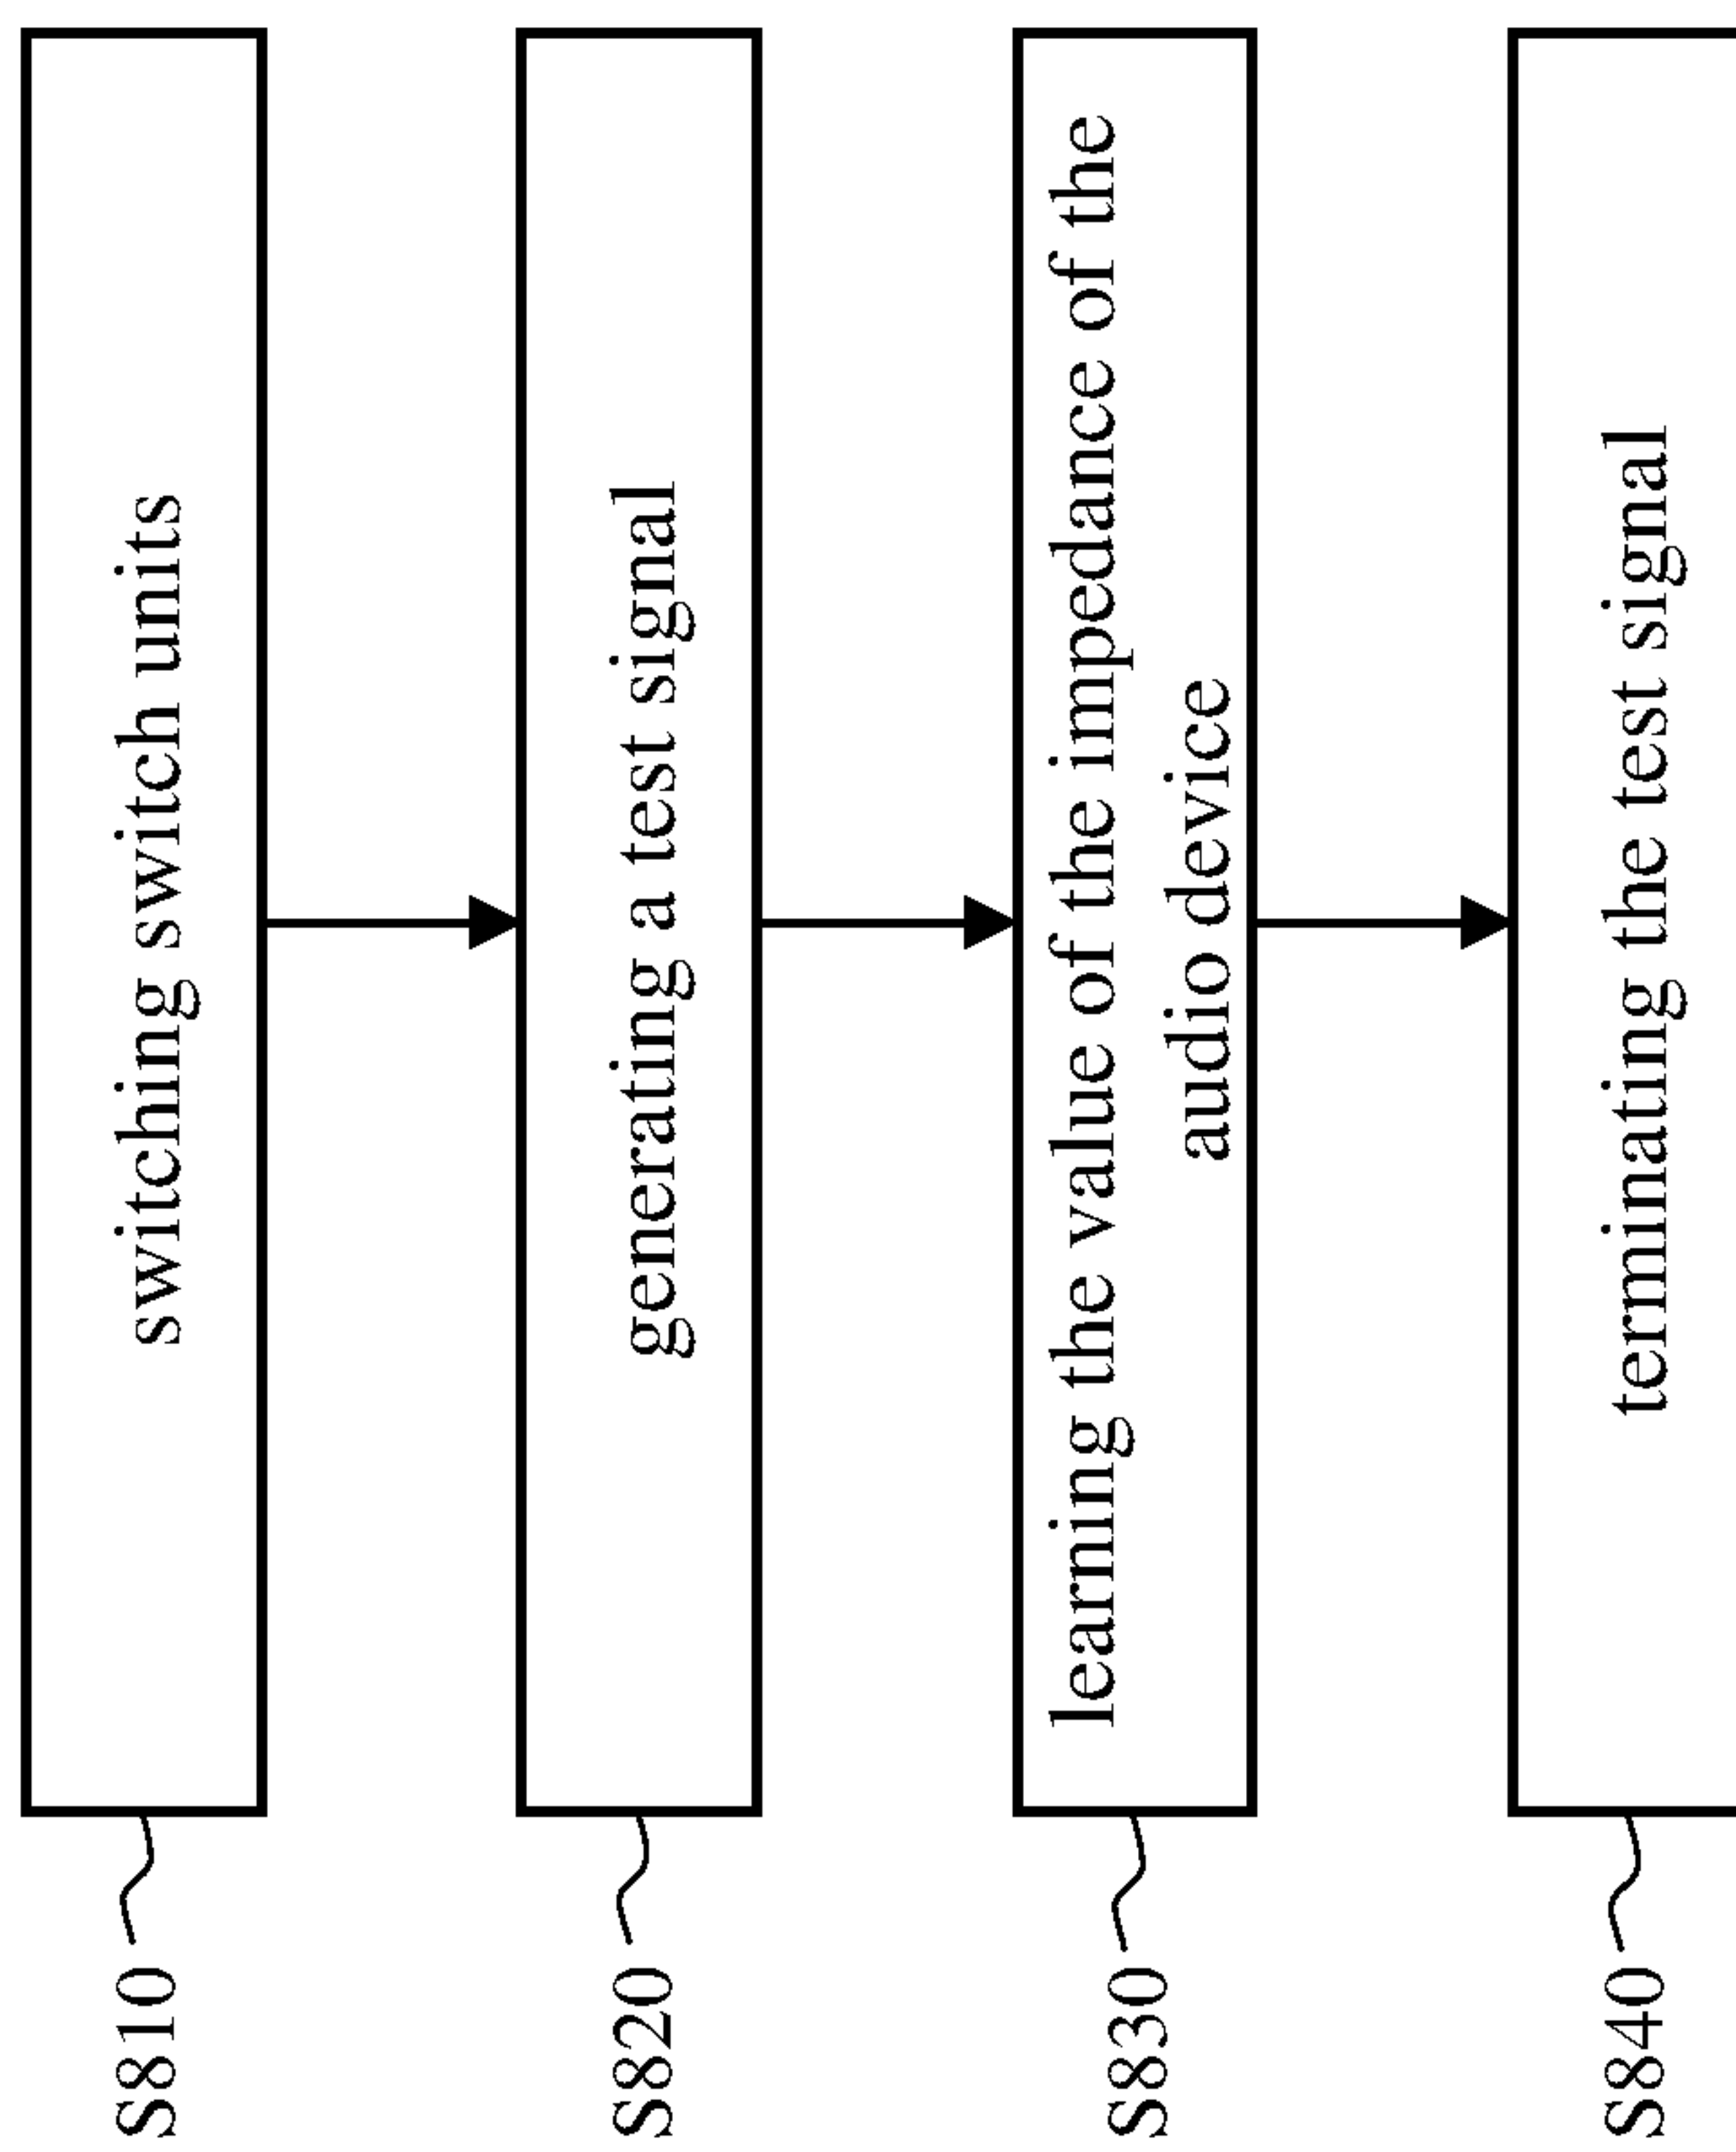 S810
switching switch units
S820
generating a test signal
S830
learning the value of the impedance of the
audio device
S840
terminating the test signal